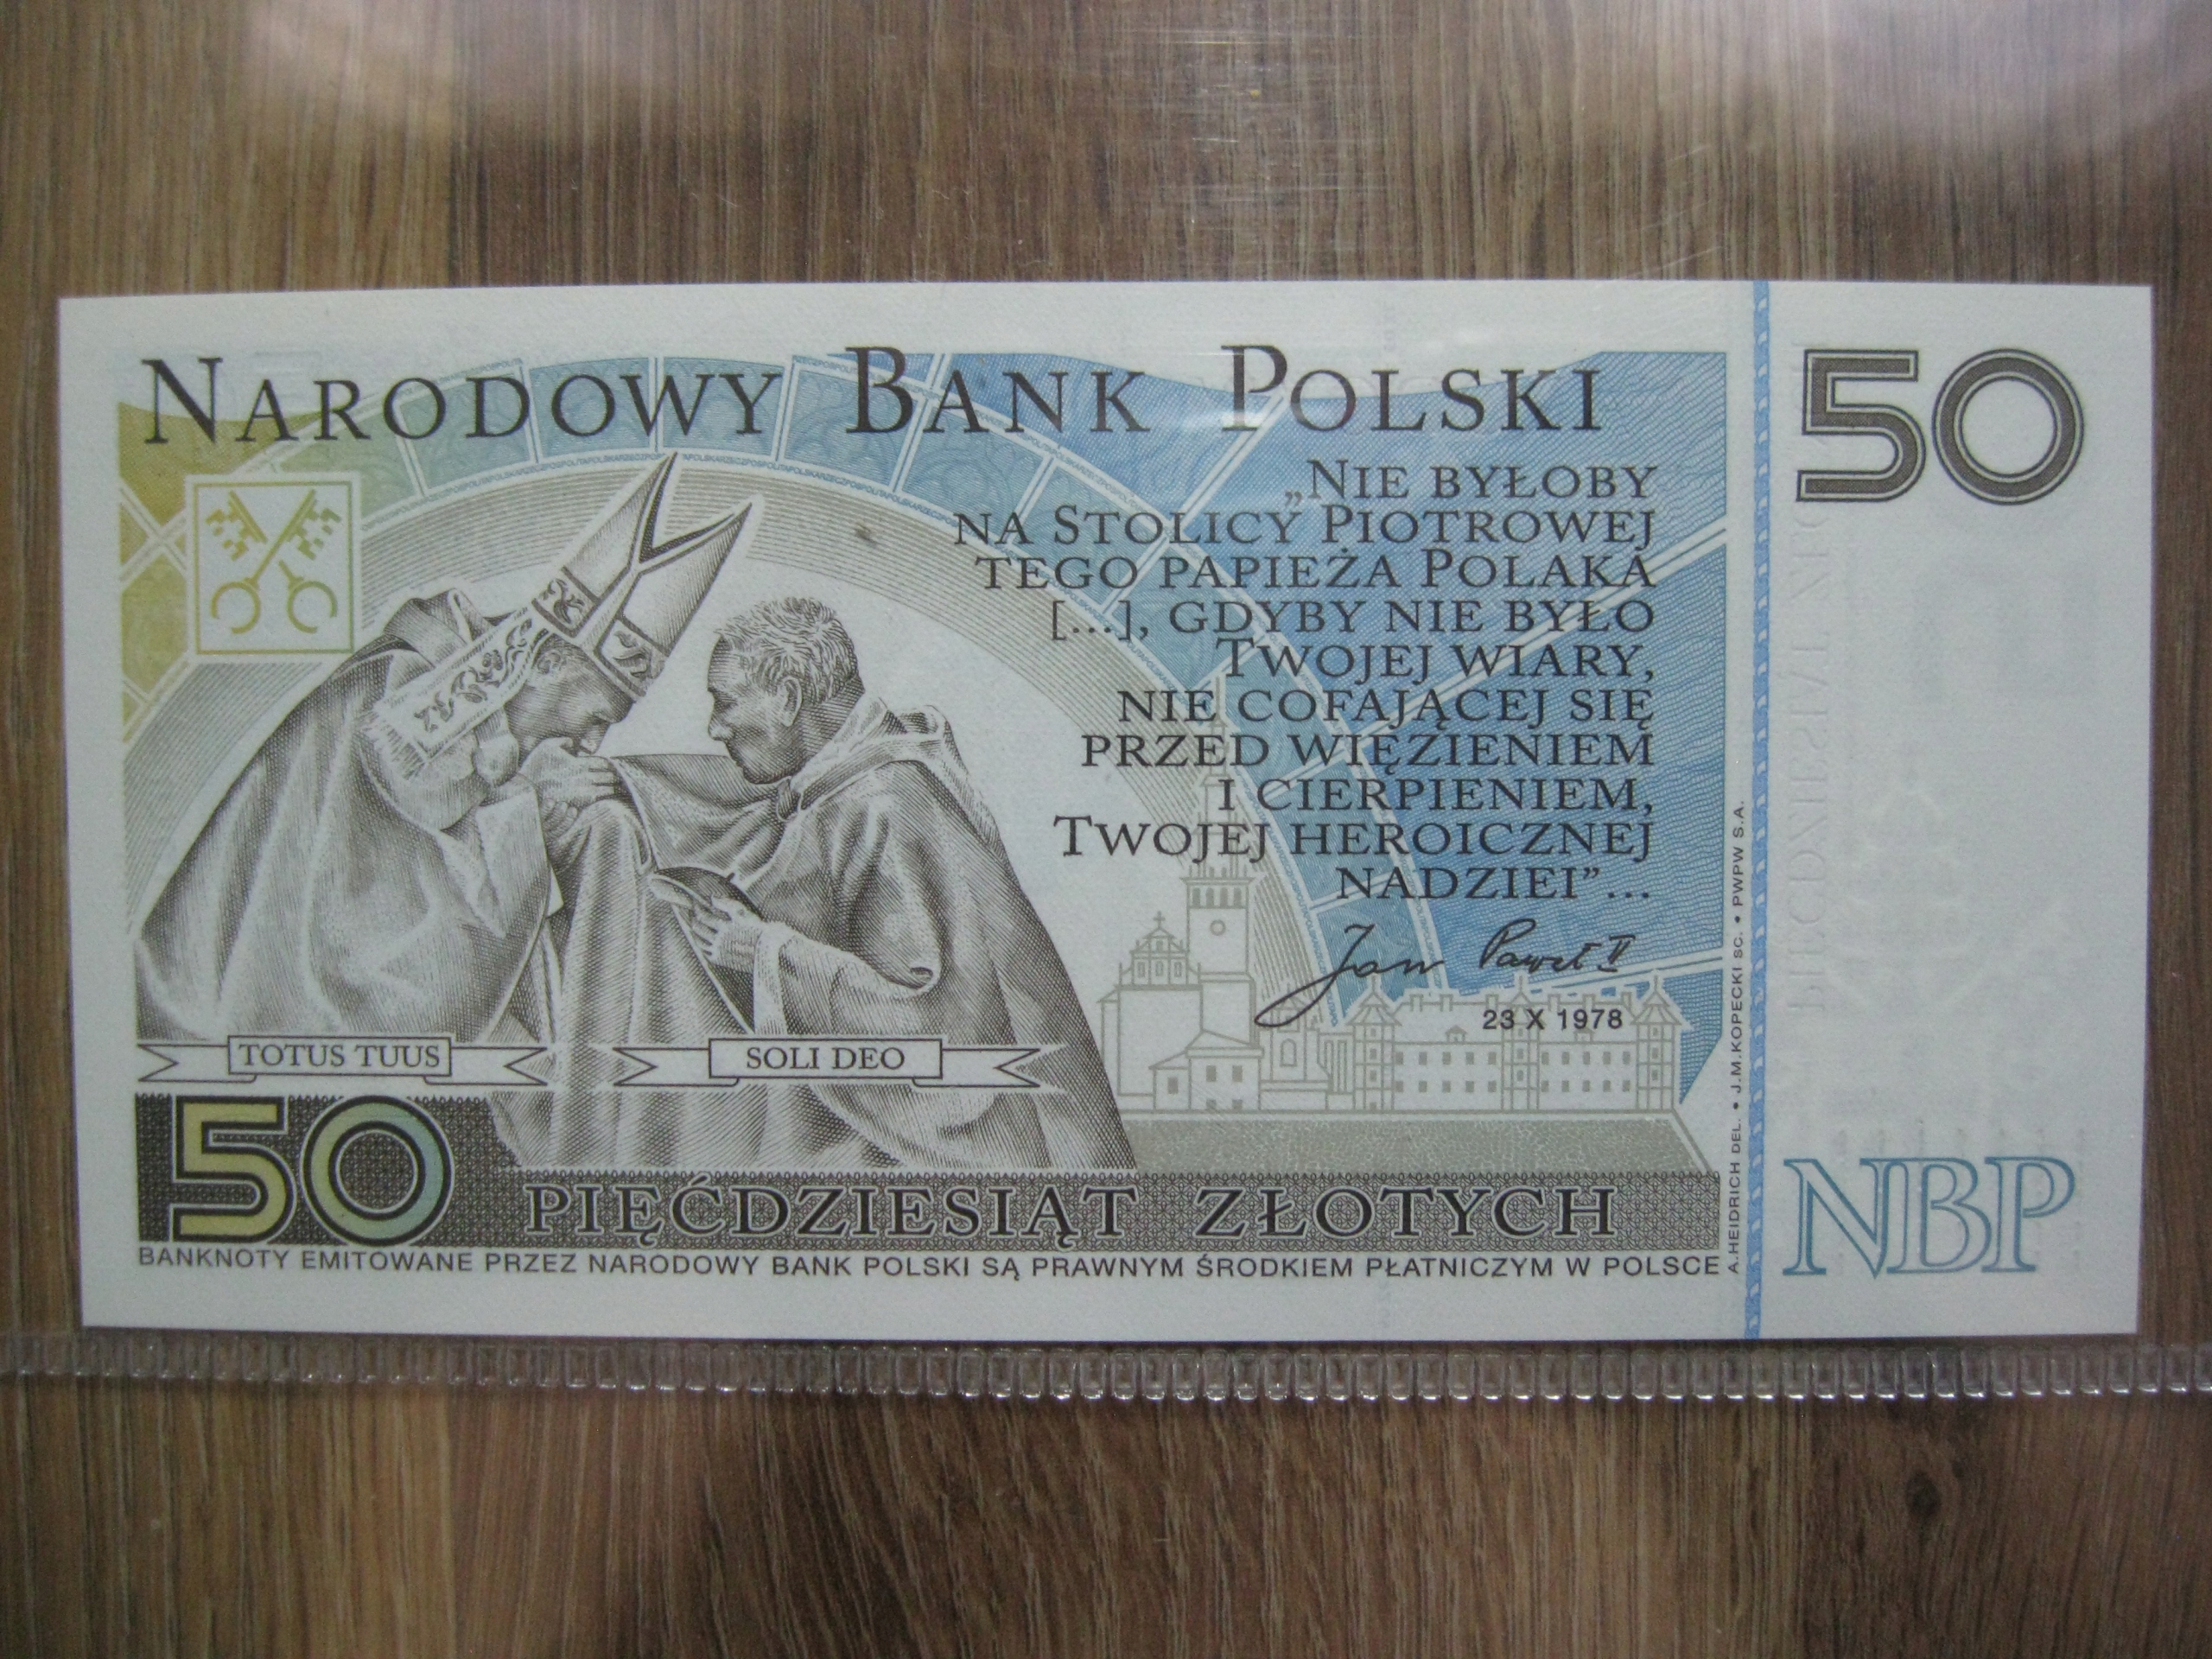 NARODOWY BANK POLSKI
50
„NIE BYŁOBY
NA STOLICY PIOTROWEJ
TEGO PAPIEŻA POLAKA
[...], GDYBY NIE BYŁO
TWOJEJ WIARY,
NIE COFAJĄCEJ SIĘ
PRZED WIĘZIENIEM
I CIERPIENIEM,
TWOJEJ HEROICZNEJ
NADZIEI”...
Jan Paweł II
23 X 1978
TOTUS TUUS
SOLI DEO
50 PIĘĆDZIESIĄT ZŁOTYCH
BANKNOTY EMITOWANE PRZEZ NARODOWY BANK POLSKI SĄ PRAWNYM ŚRODKIEM PŁATNICZYM W POLSCE
A.HEIDRICH DEL. • J.M.KOPECKI SC. • PWPW S.A.
NBP